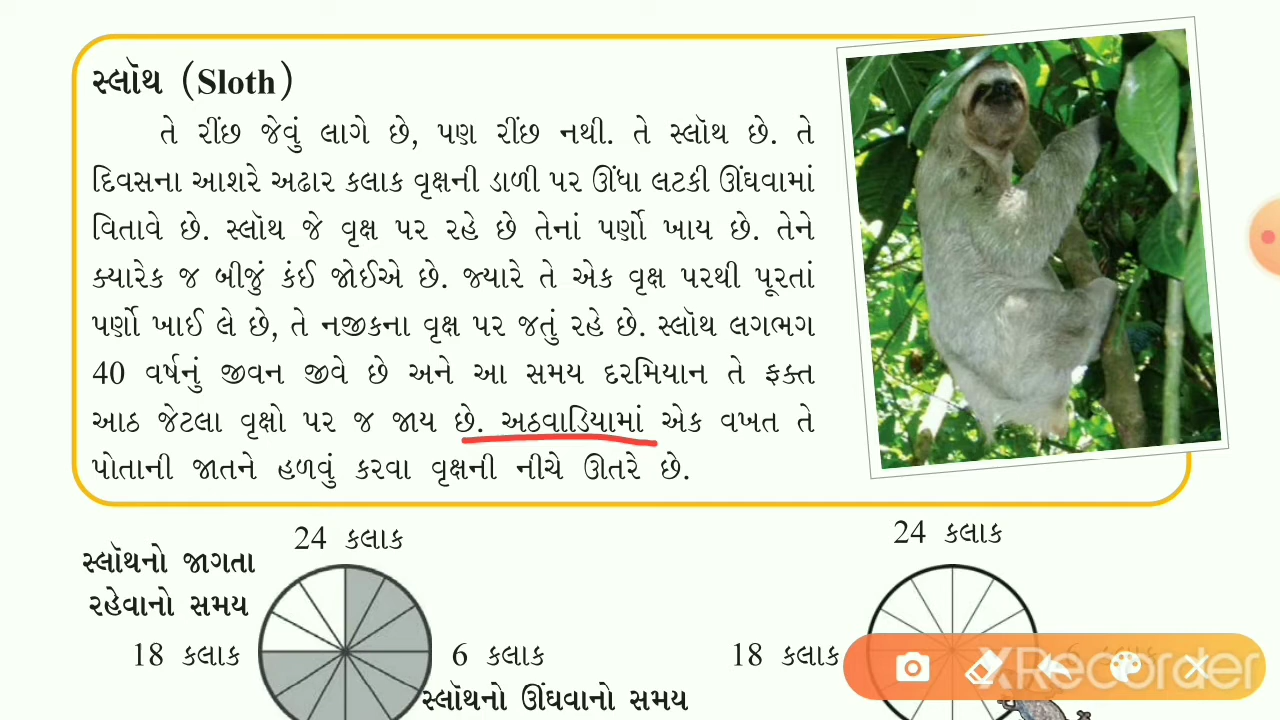 સ્લૉથ (Sloth)
તે રીંછ જેવું લાગે છે, પણ રીંછ નથી. તે સ્લૉથ છે. તે
દિવસના આશરે અઢાર કલાક વૃક્ષની ડાળી પર ઊંધા લટકી ઊંઘવામાં
વિતાવે છે. સ્લૉથ જે વૃક્ષ પર રહે છે તેનાં પર્ણો ખાય છે. તેને
ક્યારેક જ બીજું કંઈ જોઈએ છે. જ્યારે તે એક વૃક્ષ પરથી પૂરતાં
પર્ણો ખાઈ લે છે, તે નજીકના વૃક્ષ પર જતું રહે છે. સ્લૉથ લગભગ
40 વર્ષનું જીવન જીવે છે અને આ સમય દરમિયાન તે ફક્ત
આઠ જેટલા વૃક્ષો પર જ જાય છે. અઠવાડિયામાં એક વખત તે
પોતાની જાતને હળવું કરવા વૃક્ષની નીચે ઊતરે છે.
24 કલાક
24 કલાક
સ્લૉથનો જાગતા
રહેવાનો સમય
18 કલાક
6 કલાક
18 કલાક
6 કલાક
સ્લૉથનો ઊંઘવાનો સમય
XRecorder